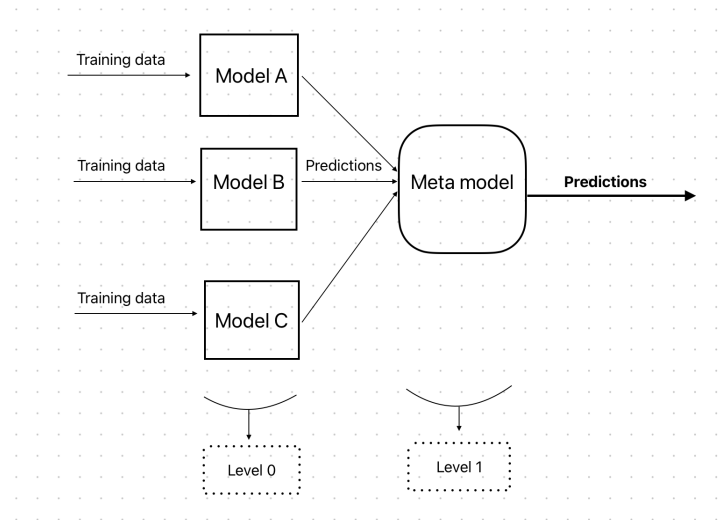 Training data
Model A
Training data
Model B
Predictions
Meta model
Predictions
Training data
Model C
Level 0
Level 1